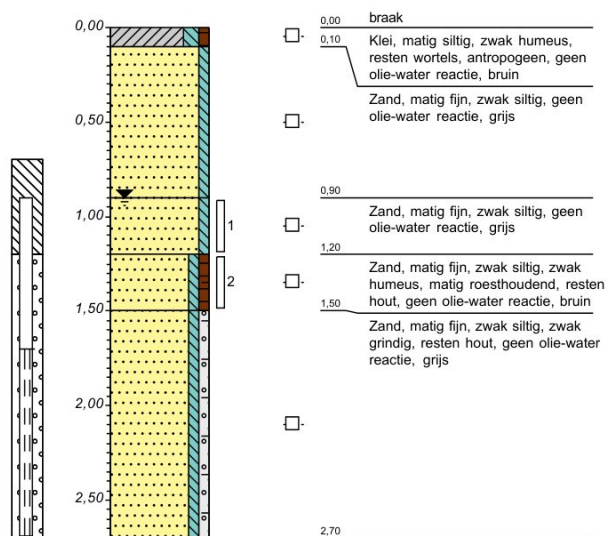 0,00
0,50
1,00
1,50
2,00
2,50
1
2
0,00
braak
0,10
Klei, matig siltig, zwak humeus,
resten wortels, antropogeen, geen
olie-water reactie, bruin
Zand, matig fijn, zwak siltig, geen
olie-water reactie, grijs
0,90
Zand, matig fijn, zwak siltig, geen
olie-water reactie, grijs
1,20
Zand, matig fijn, zwak siltig, zwak
humeus, matig roesthoudend, resten
hout, geen olie-water reactie, bruin
1,50
Zand, matig fijn, zwak siltig, zwak
grindig, resten hout, geen olie-water
reactie, grijs
2,70